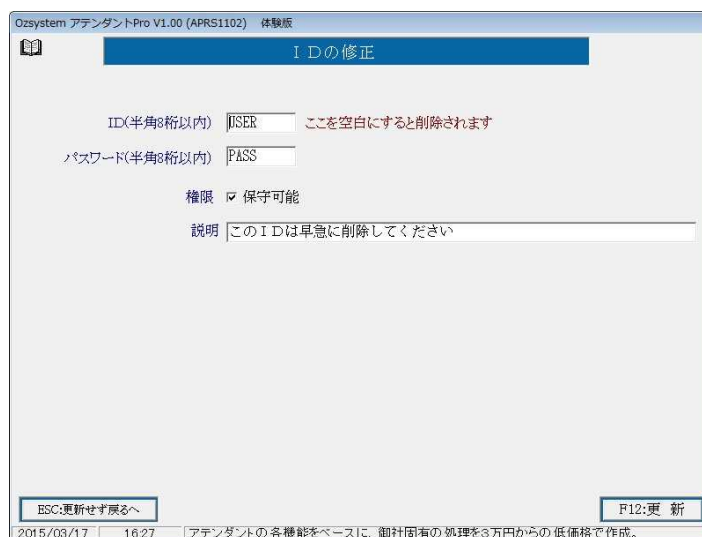 Ozsystem アテンダントPro V1.00 (APRS1102) 体験版
ＩＤの修正
ID(半角8桁以内) USER ここを空白にすると削除されます
パスワード(半角8桁以内) PASS
権限 保守可能
説明 このＩＤは早急に削除してください
ESC:更新せず戻るへ F12:更 新
2015/03/17 16:27 アテンダントの各機能をベースに、御社固有の処理を3万円からの低価格で作成。